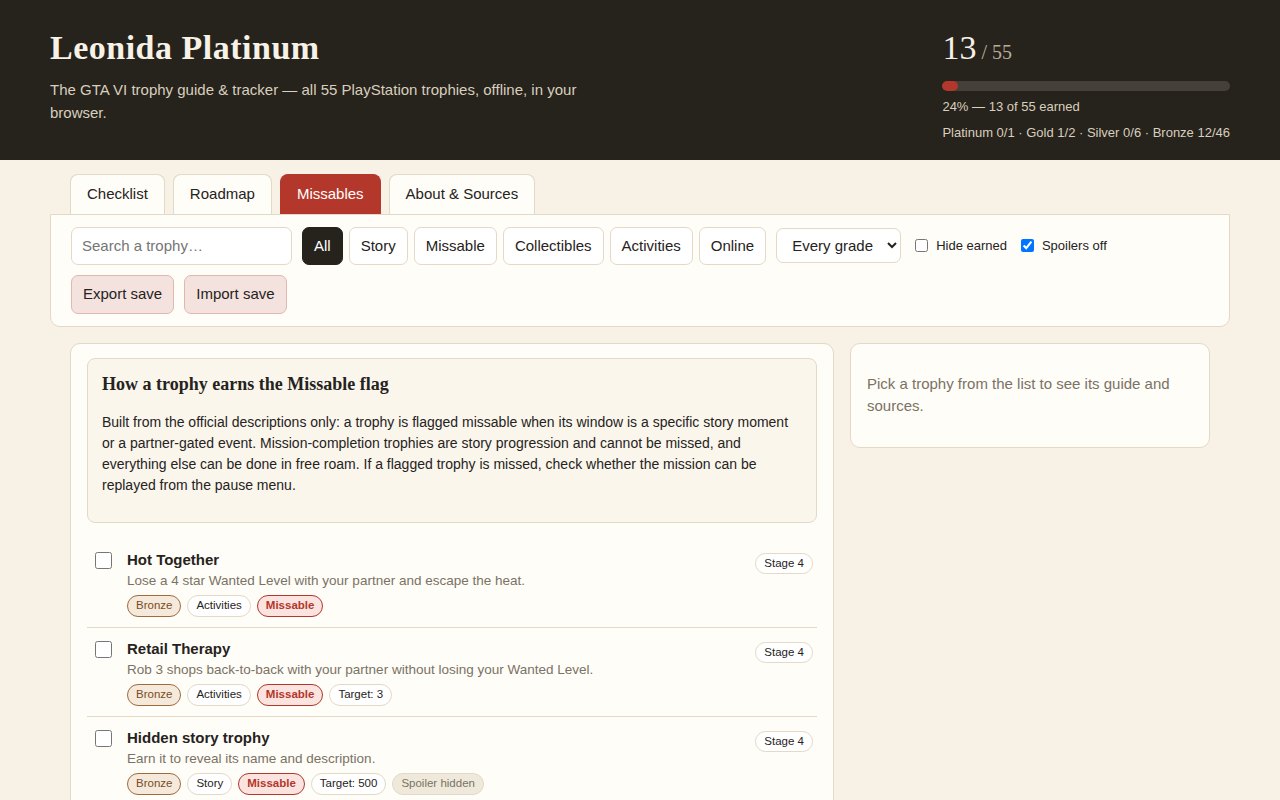 Leonida Platinum
The GTA VI trophy guide & tracker — all 55 PlayStation trophies, offline, in your
browser.
13 / 55
24% — 13 of 55 earned
Platinum 0/1 · Gold 1/2 · Silver 0/6 · Bronze 12/46
Checklist Roadmap Missables About & Sources
Search a trophy… All Story Missable Collectibles Activities Online Every grade Hide earned Spoilers off
Export save Import save
How a trophy earns the Missable flag
Built from the official descriptions only: a trophy is flagged missable when its window is a specific story moment
or a partner-gated event. Mission-completion trophies are story progression and cannot be missed, and
everything else can be done in free roam. If a flagged trophy is missed, check whether the mission can be
replayed from the pause menu.
Pick a trophy from the list to see its guide and
sources.
Hot Together Stage 4
Lose a 4 star Wanted Level with your partner and escape the heat.
Bronze Activities Missable
Retail Therapy Stage 4
Rob 3 shops back-to-back with your partner without losing your Wanted Level.
Bronze Activities Missable Target: 3
Hidden story trophy Stage 4
Earn it to reveal its name and description.
Bronze Story Missable Target: 500 Spoiler hidden